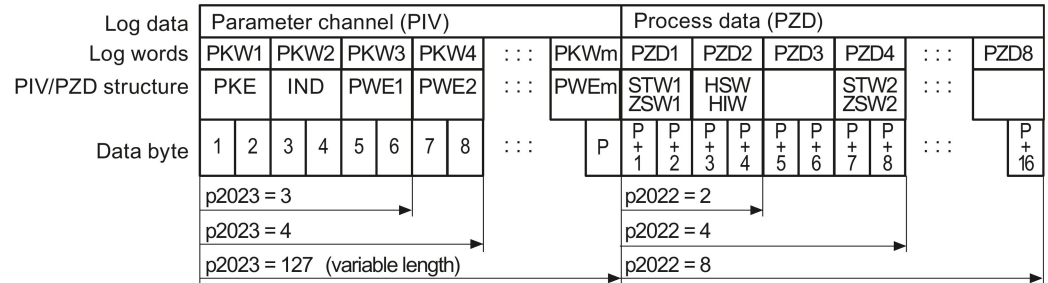 Log data Parameter channel (PIV) Process data (PZD)
Log words PKW1 PKW2 PKW3 PKW4 : : : PKWm PZD1 PZD2 PZD3 PZD4 : : : PZD8
PIV/PZD structure PKE IND PWE1 PWE2 : : : PWEm STW1 HSW STW2 : : :
ZSW1 HIW ZSW2
Data byte 1 2 3 4 5 6 7 8 : : : P P+1 P+2 P+3 P+4 P+5 P+6 P+7 P+8 : : : P+16
p2023 = 3 p2022 = 2
p2023 = 4 p2022 = 4
p2023 = 127 (variable length) p2022 = 8